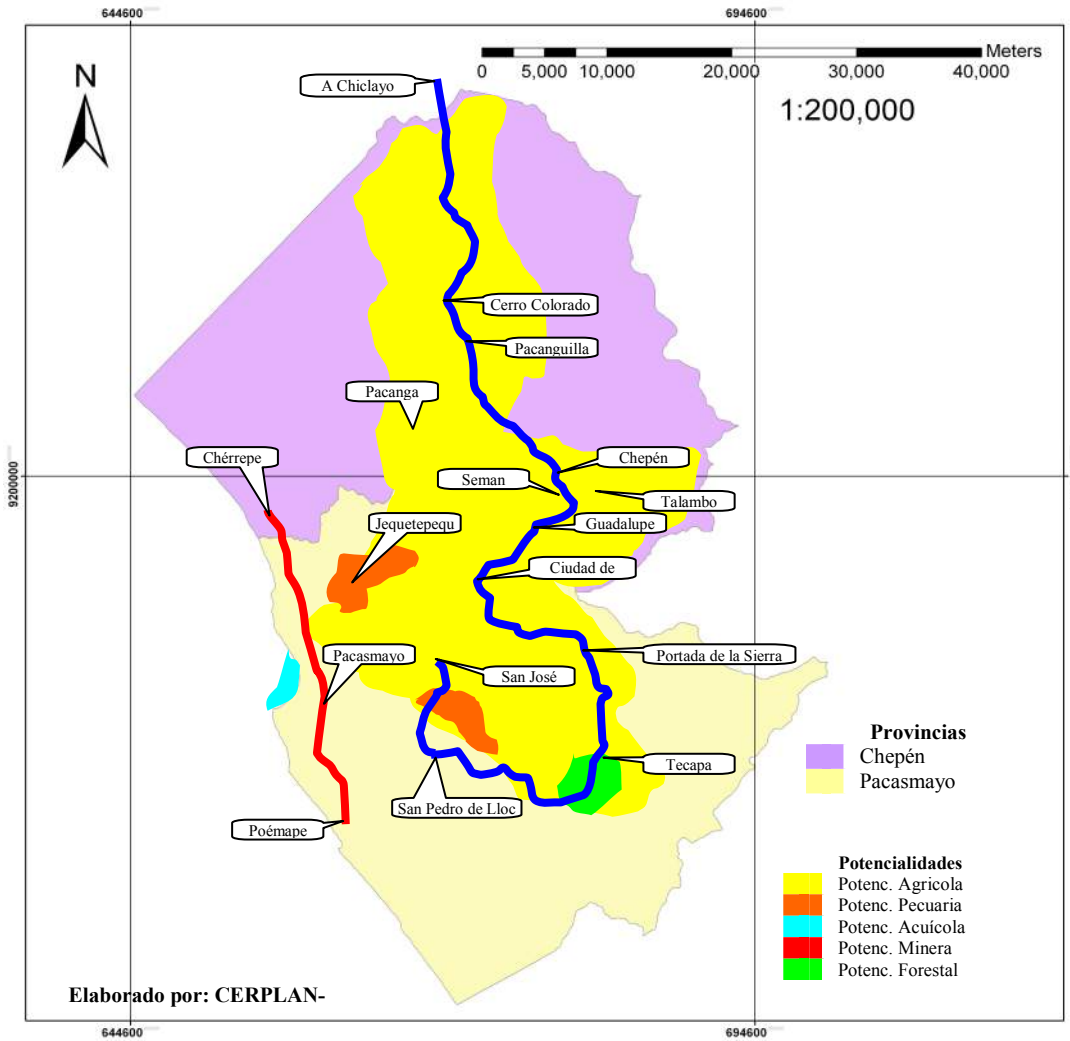 644600
694600
Meters
0
5,000
10,000
20,000
30,000
40,000
1:200,000
N
A Chiclayo
Cerro Colorado
Pacanguilla
Pacanga
Chérrepe
Chepén
Seman
Talambo
9200000
Jequetepequ
Guadalupe
Ciudad de
Pacasmayo
Portada de la Sierra
San José
Tecapa
San Pedro de Lloc
Poémape
Provincias
Chepén
Pacasmayo
Potencialidades
Potenc. Agricola
Potenc. Pecuaria
Potenc. Acuícola
Potenc. Minera
Potenc. Forestal
Elaborado por: CERPLAN-
644600
694600